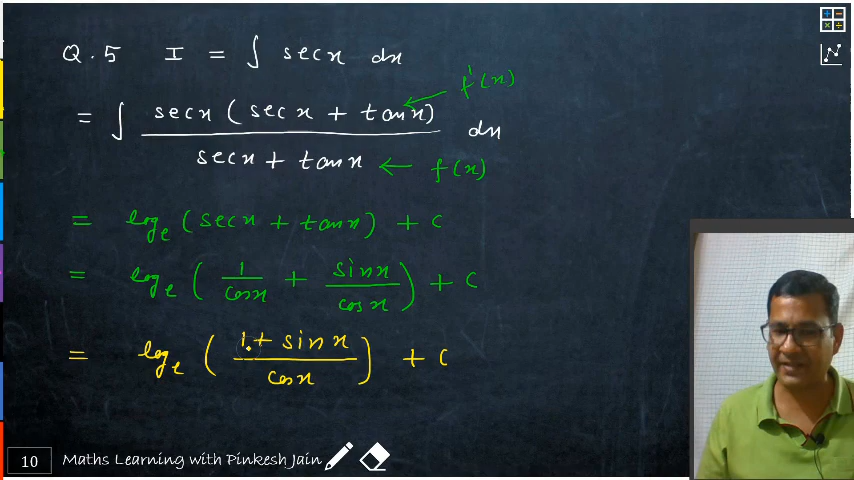 Q.5 I = ∫ secx dx
f'(x)
= ∫ secx (secx + tanx) / secx + tanx dx
← f(x)
= logₑ (secx + tanx) + c
= logₑ ( 1/cosx + sinx/cosx ) + c
= logₑ ( 1 + sinx / cosx ) + c
10 Maths Learning with Pinkesh Jain